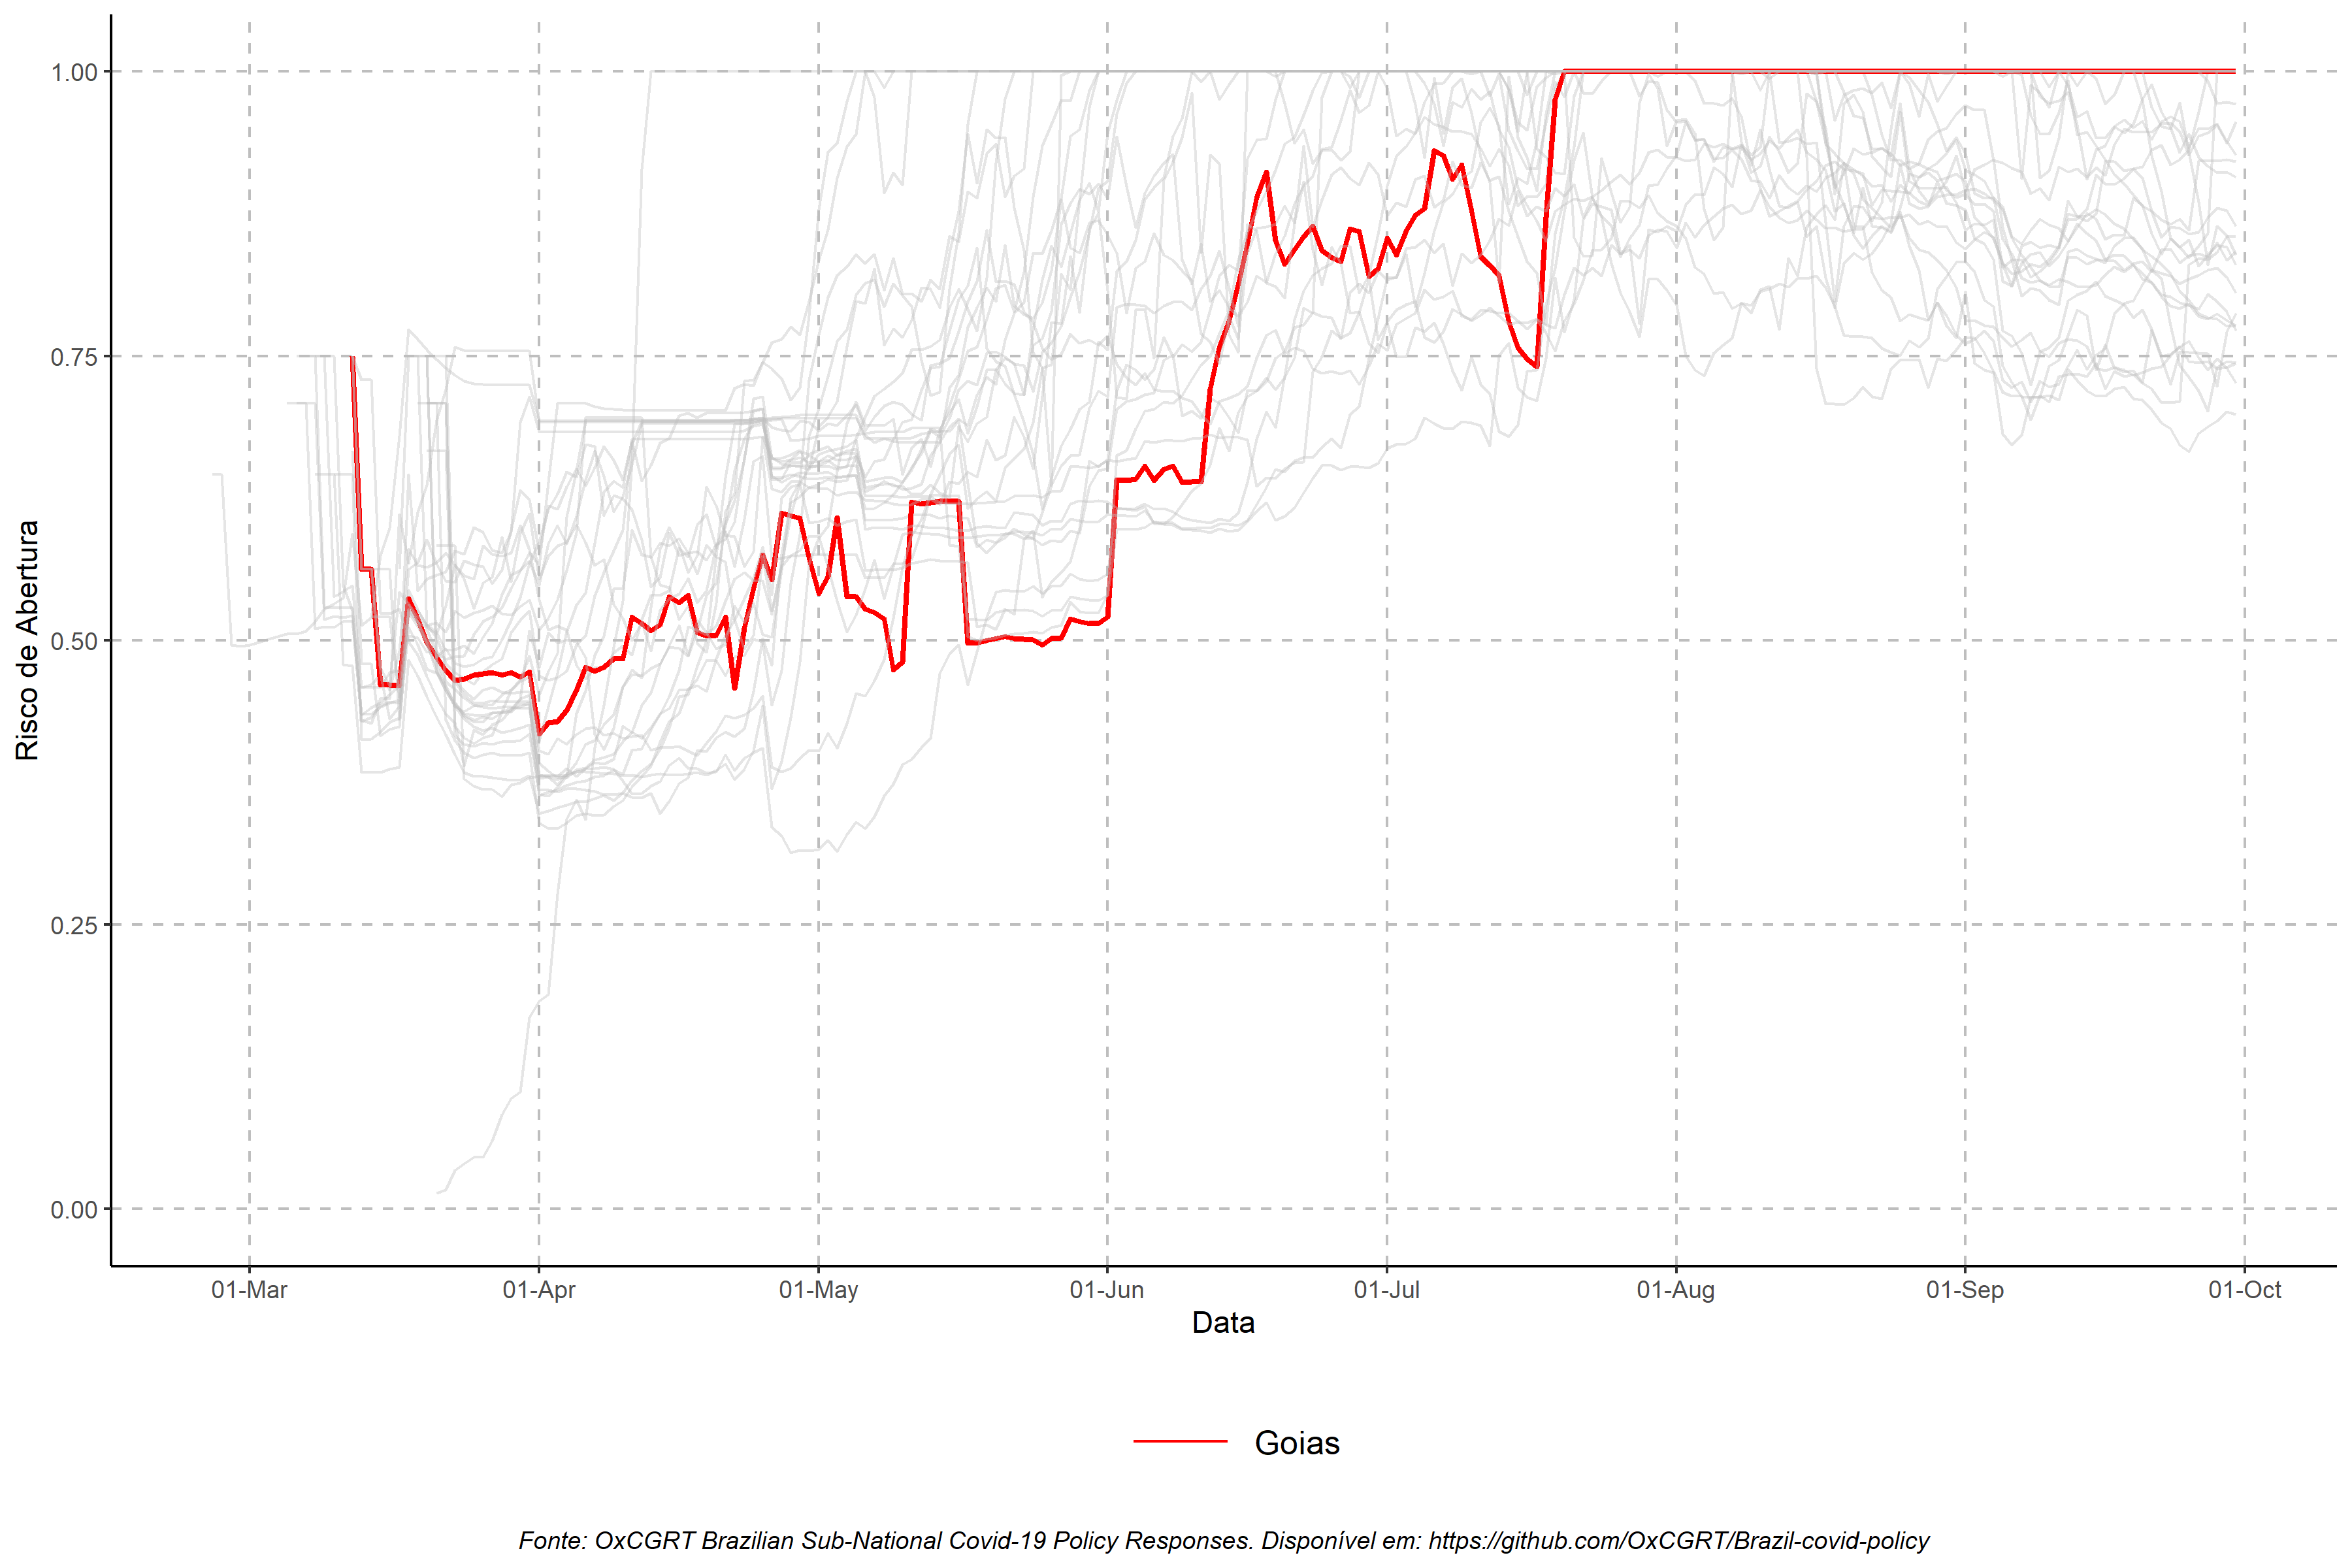 1.00
0.75
0.50
0.25
0.00
Risco de Abertura
01-Mar 01-Apr 01-May 01-Jun 01-Jul 01-Aug 01-Sep 01-Oct
Data
Goias
Fonte: OxCGRT Brazilian Sub-National Covid-19 Policy Responses. Disponível em: https://github.com/OxCGRT/Brazil-covid-policy